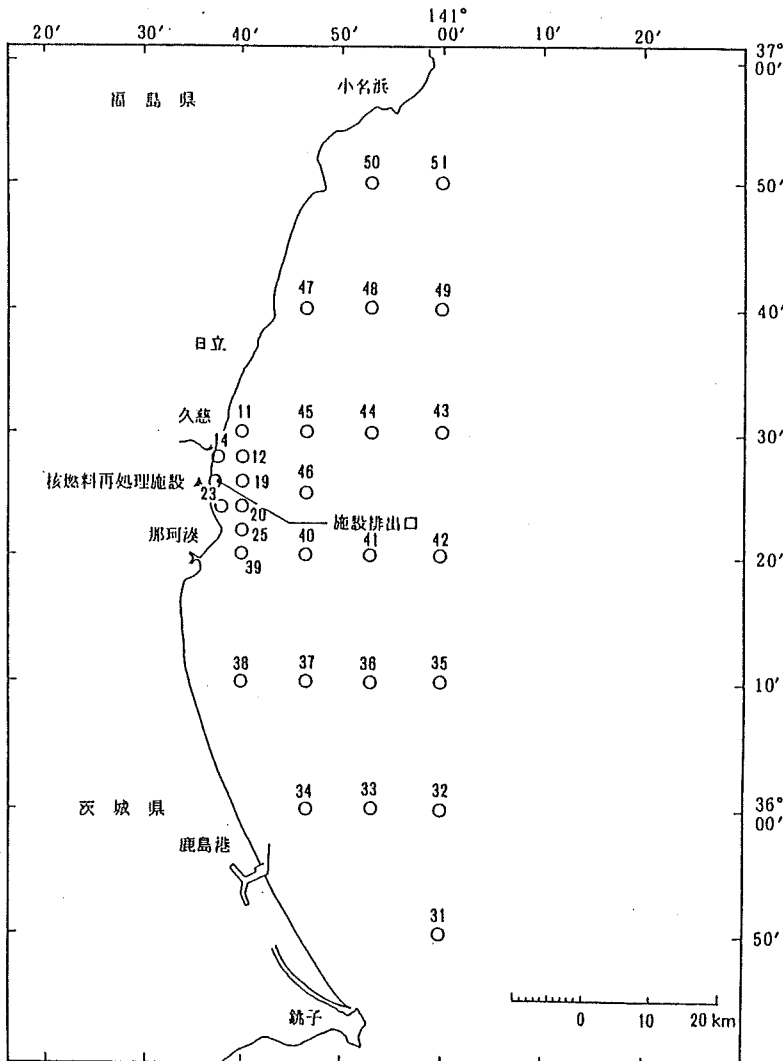 141°
20′ 30′ 40′ 50′ 00′ 10′ 20′
37°
00′
小名浜
福島県
50 51
50′
47 48 49
40′
日立
久慈 11 45 44 43
30′
14 12
核燃料再処理施設 19 46
23 20 施設排出口
那珂湊 25 40 41 42
39
20′
38 37 36 35
10′
34 33 32
茨城県
36°
00′
鹿島港
31
50′
銚子
0 10 20 km